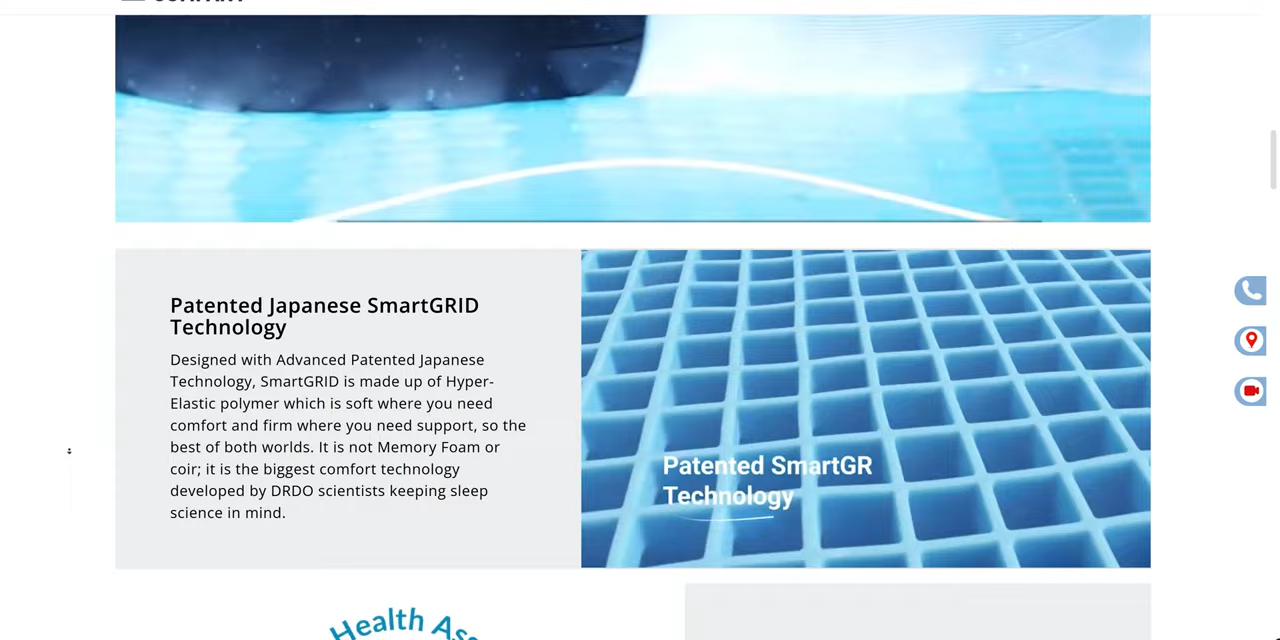 Patented Japanese SmartGRID
Technology
Designed with Advanced Patented Japanese
Technology, SmartGRID is made up of Hyper-
Elastic polymer which is soft where you need
comfort and firm where you need support, so the
best of both worlds. It is not Memory Foam or
coir; it is the biggest comfort technology
developed by DRDO scientists keeping sleep
science in mind.
Patented SmartGR
Technology
Health